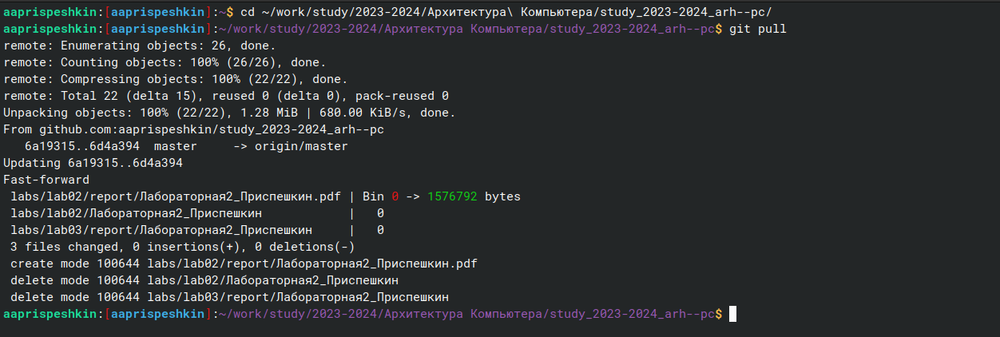 aaprispeshkin:[aaprispeshkin]:~$ cd ~/work/study/2023-2024/Архитектура\ Компьютера/study_2023-2024_arh--pc/
aaprispeshkin:[aaprispeshkin]:~/work/study/2023-2024/Архитектура Компьютера/study_2023-2024_arh--pc$ git pull
remote: Enumerating objects: 26, done.
remote: Counting objects: 100% (26/26), done.
remote: Compressing objects: 100% (22/22), done.
remote: Total 22 (delta 15), reused 0 (delta 0), pack-reused 0
Unpacking objects: 100% (22/22), 1.28 MiB | 680.00 KiB/s, done.
From github.com:aaprispeshkin/study_2023-2024_arh--pc
   6a19315..6d4a394  master     -> origin/master
Updating 6a19315..6d4a394
Fast-forward
 labs/lab02/report/Лабораторная2_Приспешкин.pdf | Bin 0 -> 1576792 bytes
 labs/lab02/Лабораторная2_Приспешкин            |   0
 labs/lab03/report/Лабораторная2_Приспешкин     |   0
 3 files changed, 0 insertions(+), 0 deletions(-)
 create mode 100644 labs/lab02/report/Лабораторная2_Приспешкин.pdf
 delete mode 100644 labs/lab02/Лабораторная2_Приспешкин
 delete mode 100644 labs/lab03/report/Лабораторная2_Приспешкин
aaprispeshkin:[aaprispeshkin]:~/work/study/2023-2024/Архитектура Компьютера/study_2023-2024_arh--pc$